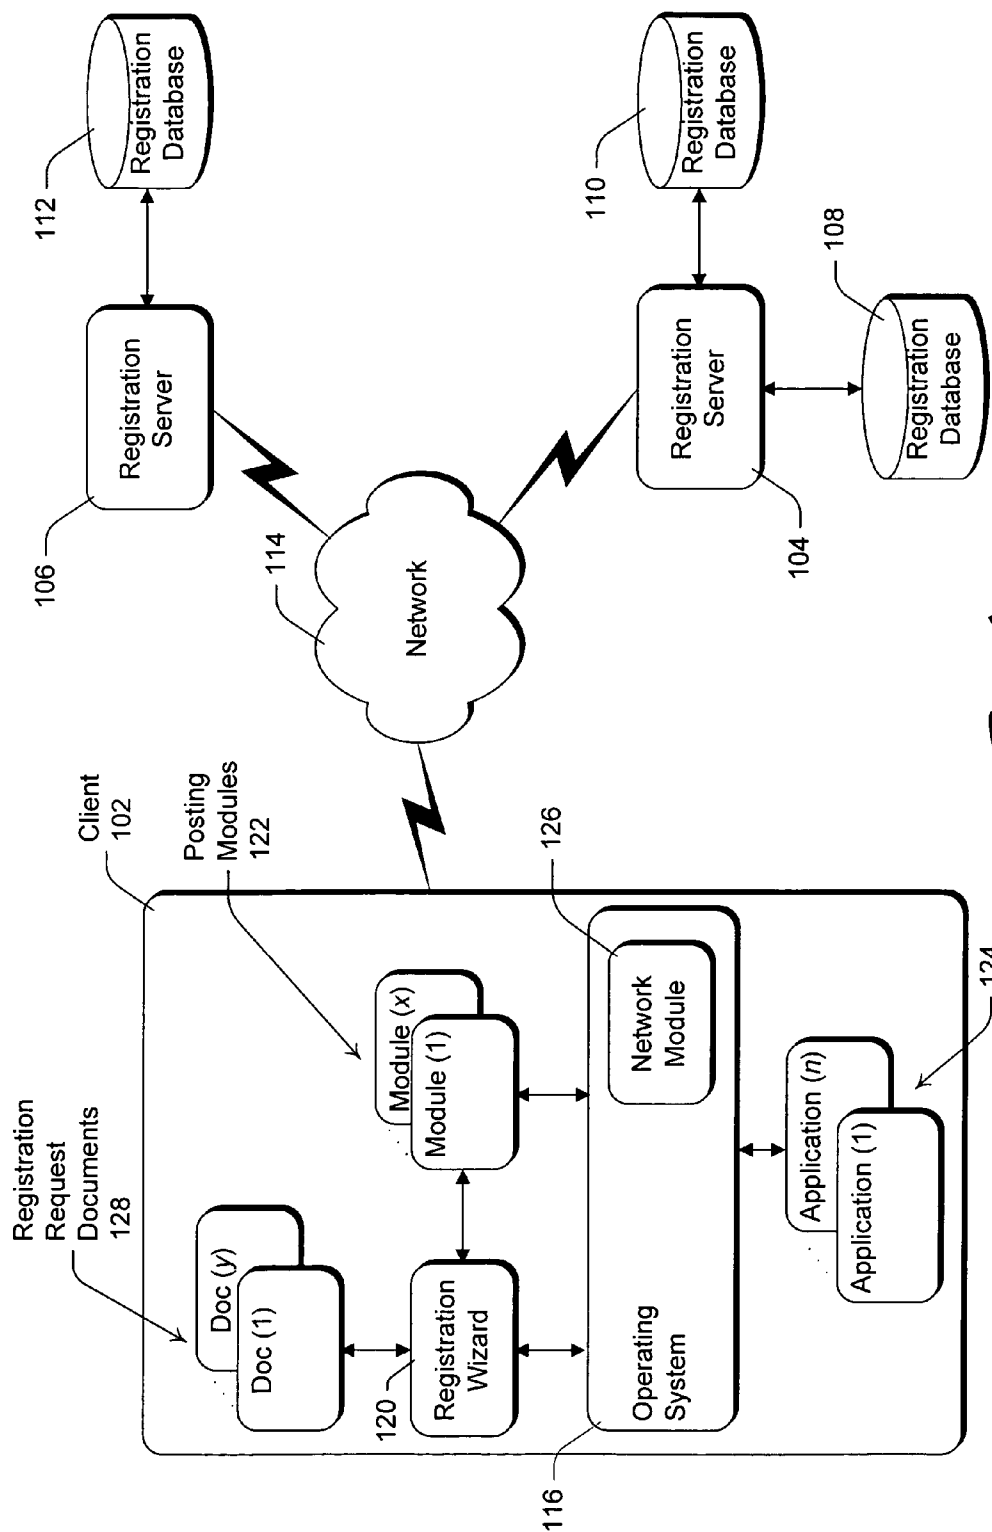 Client
102
Registration
Request
Documents
128
Posting
Modules
122
Doc (y)
Doc (1)
Module (x)
Module (1)
120
Registration
Wizard
126
Network
Module
116
Operating
System
Application (n)
Application (1)
124
114
Network
106
Registration
Server
112
Registration
Database
104
Registration
Server
110
Registration
Database
108
Registration
Database